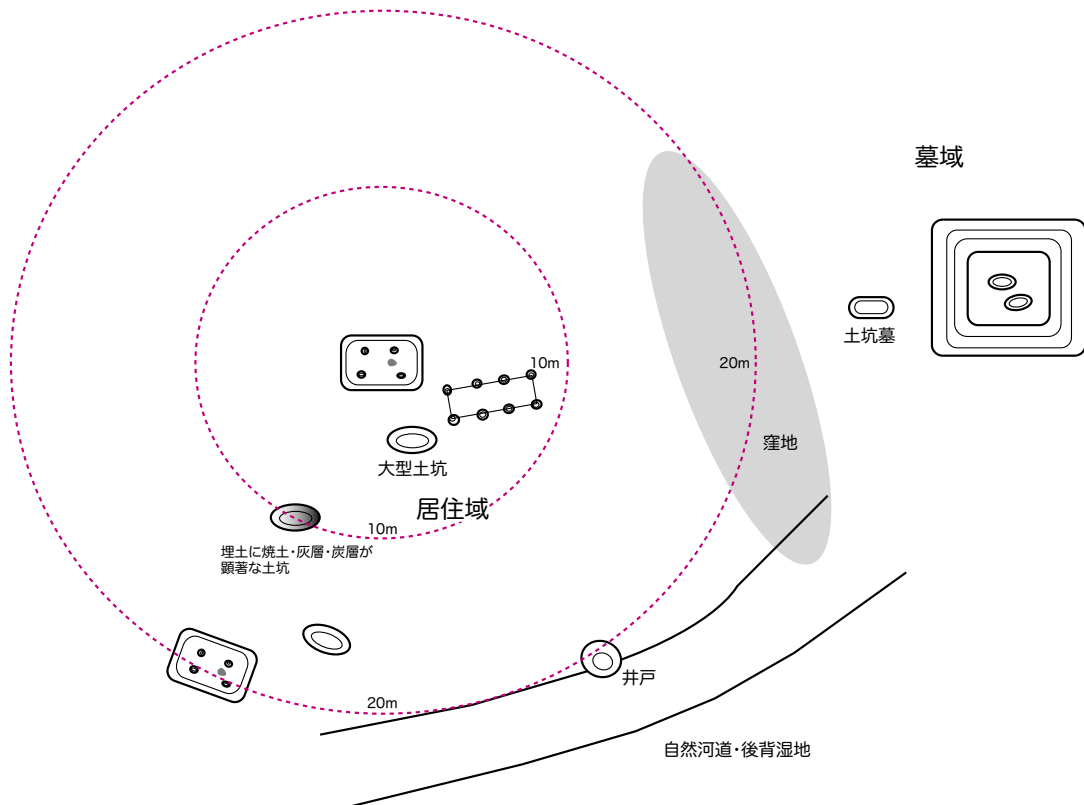 墓域
土坑墓
10m
20m
窪地
大型土坑
居住域
10m
埋土に焼土・灰層・炭層が
顕著な土坑
井戸
20m
自然河道・後背湿地